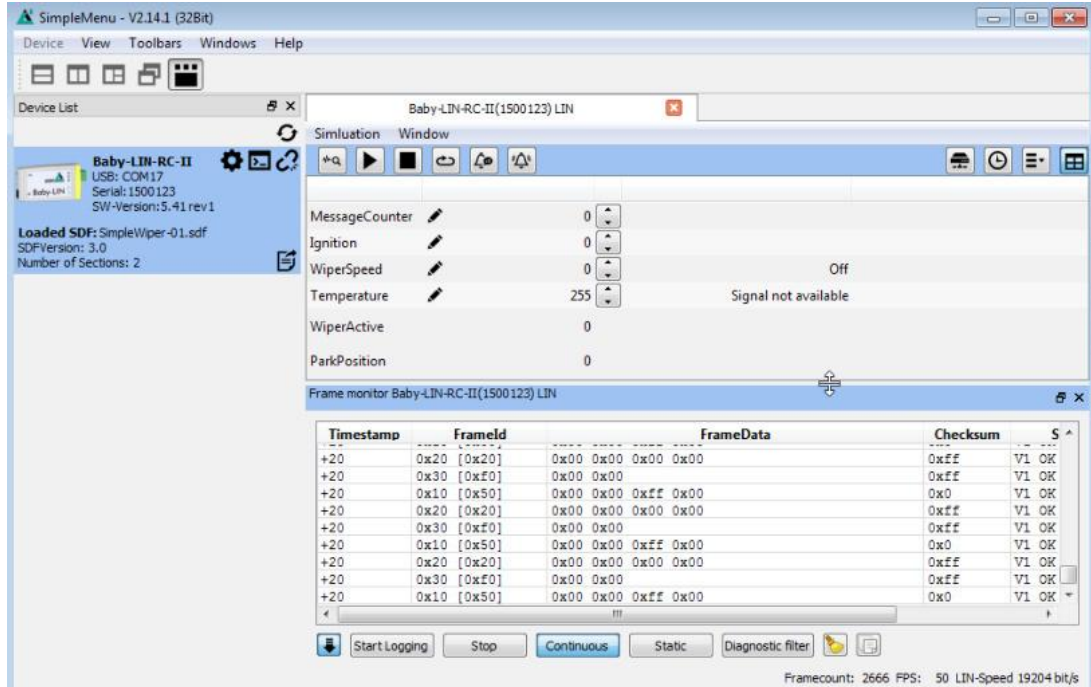 SimpleMenu - V2.14.1 (32Bit)
Device View Toolbars Windows Help
Device List
Baby-LIN-RC-II
USB: COM17
Serial: 1500123
SW-Version: 5.41 rev1
Baby-LIN
Loaded SDF: SimpleWiper-01.sdf
SDFVersion: 3.0
Number of Sections: 2
Baby-LIN-RC-II(1500123) LIN
Simluation Window
MessageCounter 0
Ignition 0
WiperSpeed 0 Off
Temperature 255 Signal not available
WiperActive 0
ParkPosition 0
Frame monitor Baby-LIN-RC-II(1500123) LIN
Timestamp FrameId FrameData Checksum S
+20 0x20 [0x20] 0x00 0x00 0x00 0x00 0xff V1 OK
+20 0x30 [0xf0] 0x00 0x00 0xff V1 OK
+20 0x10 [0x50] 0x00 0x00 0xff 0x00 0x0 V1 OK
+20 0x20 [0x20] 0x00 0x00 0x00 0x00 0xff V1 OK
+20 0x30 [0xf0] 0x00 0x00 0xff V1 OK
+20 0x10 [0x50] 0x00 0x00 0xff 0x00 0x0 V1 OK
+20 0x20 [0x20] 0x00 0x00 0x00 0x00 0xff V1 OK
+20 0x30 [0xf0] 0x00 0x00 0xff V1 OK
+20 0x10 [0x50] 0x00 0x00 0xff 0x00 0x0 V1 OK
Start Logging Stop Continuous Static Diagnostic filter
Framecount: 2666 FPS: 50 LIN-Speed 19204 bit/s